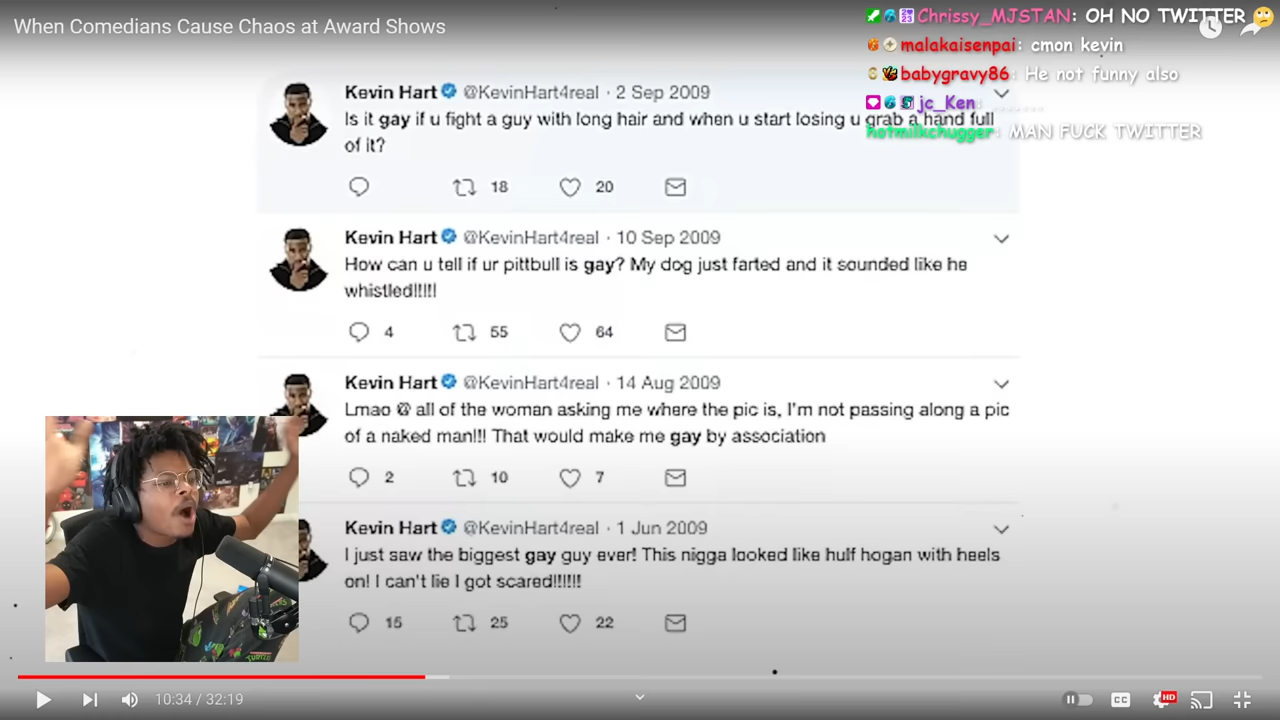 When Comedians Cause Chaos at Award Shows
Chrissy_MJSTAN: OH NO TWITTER
malakaisenpai: cmon kevin
babygravy86: He not funny also
jc_Ken: .......
hotmilkchugger: MAN FUCK TWITTER
Kevin Hart @KevinHart4real · 2 Sep 2009
Is it gay if u fight a guy with long hair and when u start losing u grab a hand full
of it?
18 20
Kevin Hart @KevinHart4real · 10 Sep 2009
How can u tell if ur pittbull is gay? My dog just farted and it sounded like he
whistled!!!!!
4 55 64
Kevin Hart @KevinHart4real · 14 Aug 2009
Lmao @ all of the woman asking me where the pic is, I'm not passing along a pic
of a naked man!!! That would make me gay by association
2 10 7
Kevin Hart @KevinHart4real · 1 Jun 2009
I just saw the biggest gay guy ever! This nigga looked like hulf hogan with heels
on! I can't lie I got scared!!!!!!
15 25 22
10:34 / 32:19
CC
HD